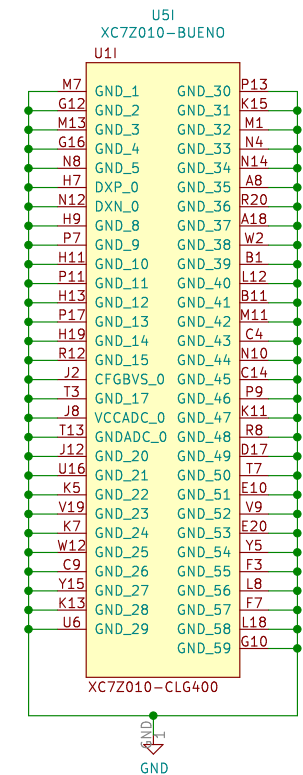 U5I
XC7Z010-BUENO
U1I
M7 GND_1 GND_30 P13
G12 GND_2 GND_31 K15
M13 GND_3 GND_32 M1
G16 GND_4 GND_33 N4
N8 GND_5 GND_34 N14
H7 DXP_0 GND_35 A8
N12 DXN_0 GND_36 R20
H9 GND_8 GND_37 A18
P7 GND_9 GND_38 W2
H11 GND_10 GND_39 B1
P11 GND_11 GND_40 L12
H13 GND_12 GND_41 B11
P17 GND_13 GND_42 M11
H19 GND_14 GND_43 C4
R12 GND_15 GND_44 N10
J2 CFGBVS_0 GND_45 C14
T3 GND_17 GND_46 P9
J8 VCCADC_0 GND_47 K11
T13 GNDADC_0 GND_48 R8
J12 GND_20 GND_49 D17
U16 GND_21 GND_50 T7
K5 GND_22 GND_51 E10
V19 GND_23 GND_52 V9
K7 GND_24 GND_53 E20
W12 GND_25 GND_54 Y5
C9 GND_26 GND_55 F3
Y15 GND_27 GND_56 L8
K13 GND_28 GND_57 F7
U6 GND_29 GND_58 L18
GND_59 G10
XC7Z010-CLG400
GND
1
GND